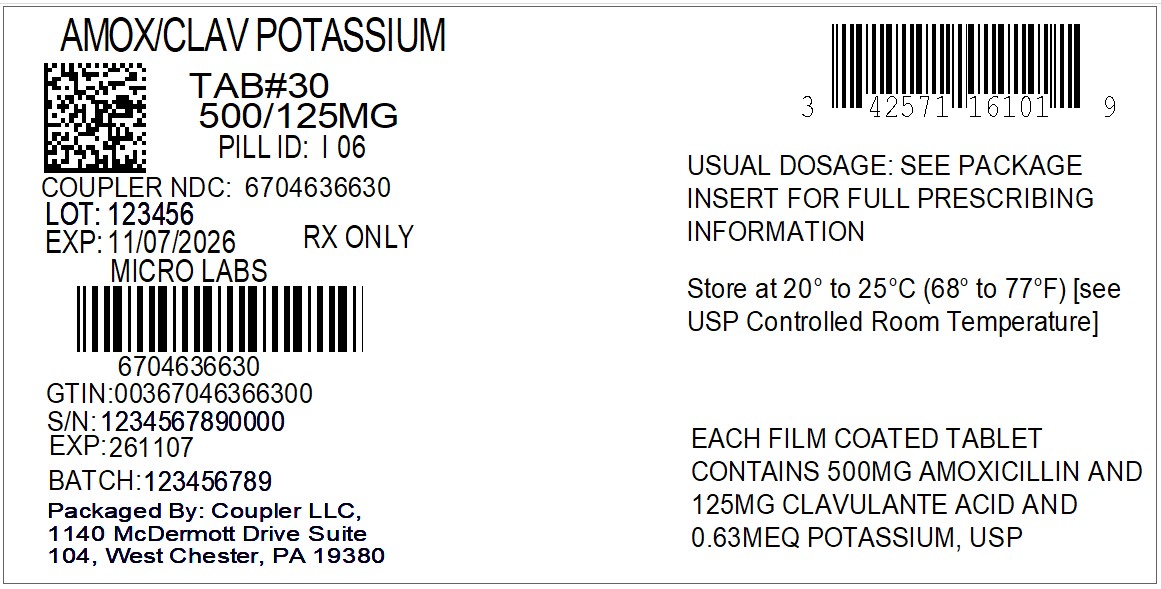 AMOX/CLAV POTASSIUM
TAB#30
500/125MG
PILL ID: I 06
COUPLER NDC: 6704636630
LOT: 123456
EXP: 11/07/2026
RX ONLY
MICRO LABS
6704636630
GTIN:00367046366300
S/N: 1234567890000
EXP:261107
BATCH:123456789
Packaged By: Coupler LLC,
1140 McDermott Drive Suite
104, West Chester, PA 19380
3 42571 16101 9
USUAL DOSAGE: SEE PACKAGE
INSERT FOR FULL PRESCRIBING
INFORMATION
Store at 20° to 25°C (68° to 77°F) [see
USP Controlled Room Temperature]
EACH FILM COATED TABLET
CONTAINS 500MG AMOXICILLIN AND
125MG CLAVULANTE ACID AND
0.63MEQ POTASSIUM, USP